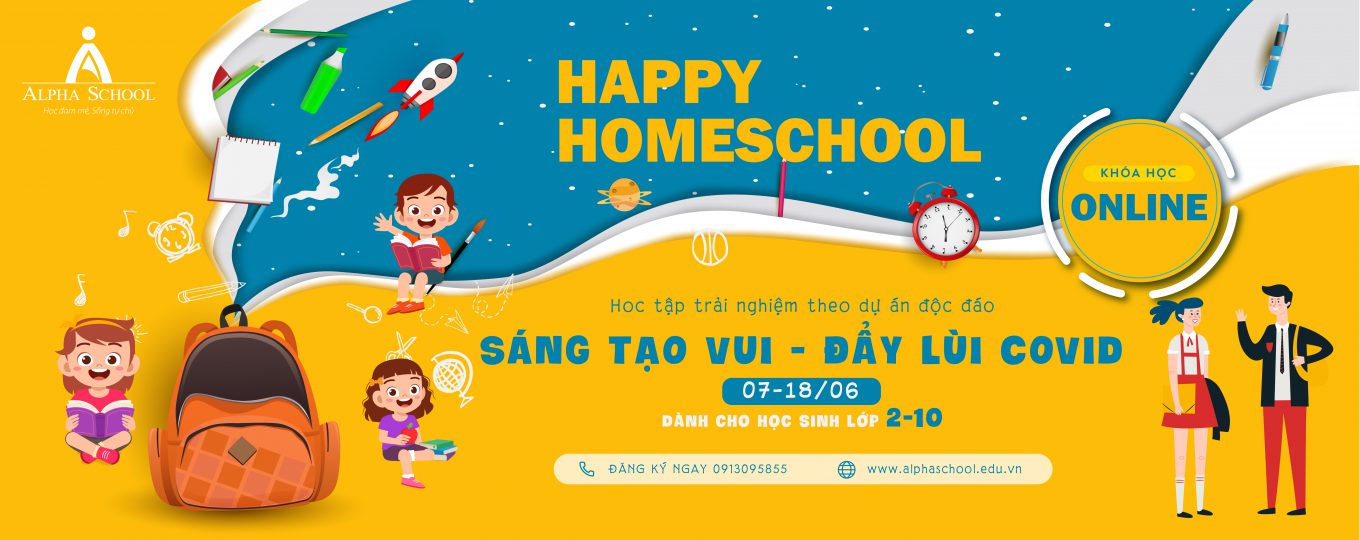 ALPHA SCHOOL
Học đam mê, Sống tự chủ
HAPPY
HOMESCHOOL
KHÓA HỌC
ONLINE
Học tập trải nghiệm theo dự án độc đáo
SÁNG TẠO VUI - ĐẨY LÙI COVID
07-18/06
DÀNH CHO HỌC SINH LỚP 2-10
ĐĂNG KÝ NGAY 0913095855
www.alphaschool.edu.vn